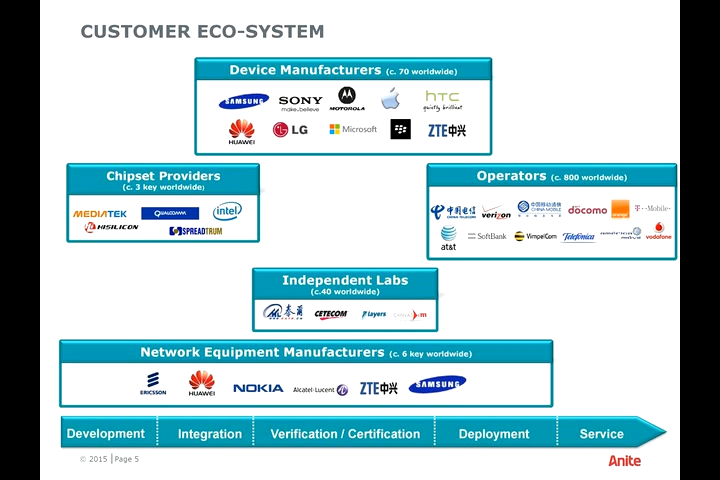 CUSTOMER ECO-SYSTEM
Device Manufacturers (c. 70 worldwide)
SAMSUNG SONY MOTOROLA hTC
make.believe quietly brilliant
HUAWEI LG Microsoft ZTE中兴
Chipset Providers
(c. 3 key worldwide)
MEDIATEK QUALCOMM intel
HISILICON SPREADTRUM
Operators (c. 800 worldwide)
中国电信 CHINA TELECOM verizon 中国移动通信 CHINA MOBILE docomo orange T··Mobile·
at&t SoftBank VimpelCom Telefónica vodafone
Independent Labs
(c.40 worldwide)
CETECOM 7layers
Network Equipment Manufacturers (c. 6 key worldwide)
ERICSSON HUAWEI NOKIA Alcatel·Lucent ZTE中兴 SAMSUNG
Development Integration Verification / Certification Deployment Service
© 2015 | Page 5
Anite